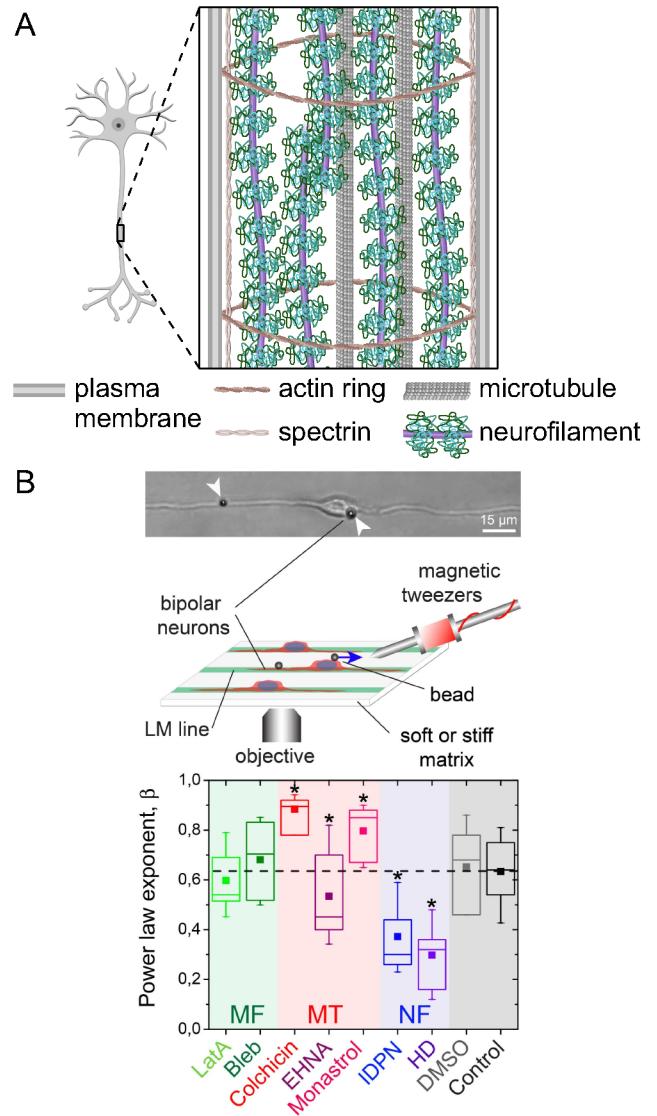 A
plasma
membrane
actin ring
microtubule
spectrin
neurofilament
B
15 µm
magnetic
tweezers
bipolar
neurons
bead
LM line
soft or stiff
matrix
objective
Power law exponent, β
1,0
0,8
0,6
0,4
0,2
0,0
*
*
*
*
*
MF
MT
NF
LatA
Bleb
Colchicin
EHNA
Monastrol
IDPN
HD
DMSO
Control